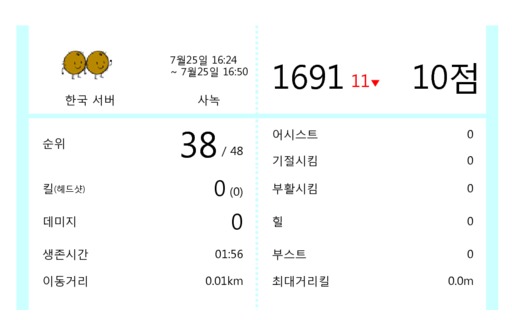 7월25일 16:24
~ 7월25일 16:50
한국 서버
사녹
1691 11▼ 10점
순위 38 / 48
킬(헤드샷) 0 (0)
데미지 0
생존시간 01:56
이동거리 0.01km
어시스트 0
기절시킴 0
부활시킴 0
힐 0
부스트 0
최대거리킬 0.0m